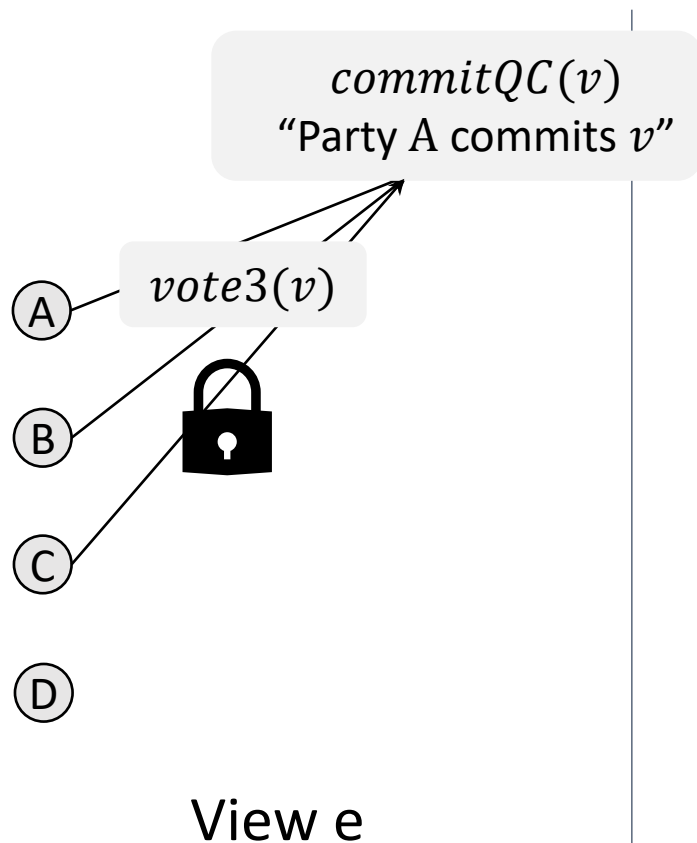 commitQC(v)
“Party A commits v”
vote3(v)
A
B
C
D
View e